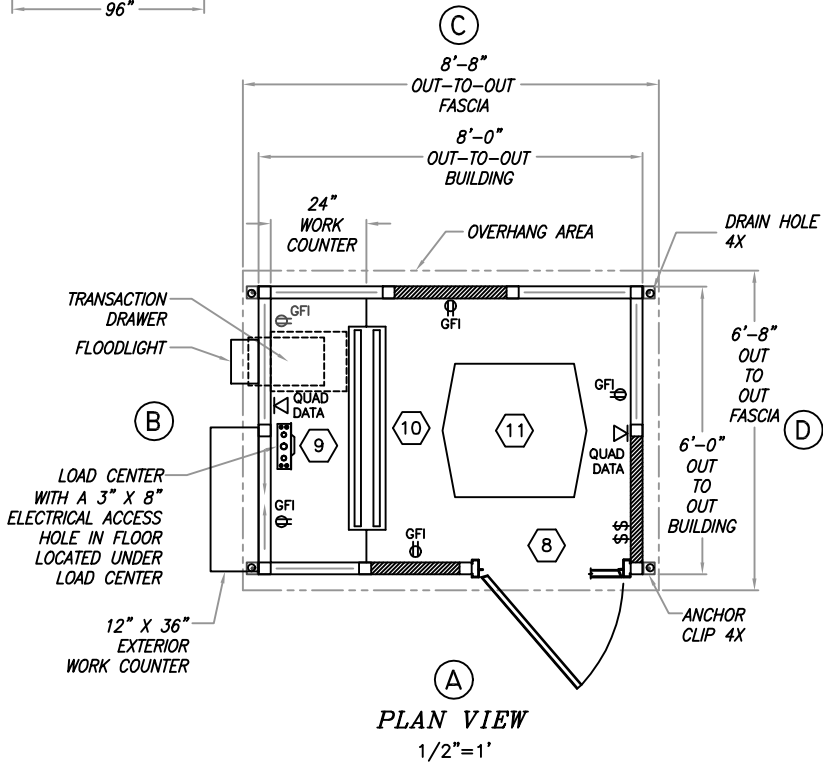 96"
C
8'-8"
OUT-TO-OUT
FASCIA
8'-0"
OUT-TO-OUT
BUILDING
24"
WORK
COUNTER
OVERHANG AREA
DRAIN HOLE
4X
TRANSACTION
DRAWER
FLOODLIGHT
GFI
GFI
6'-8"
OUT
TO
OUT
FASCIA
GFI
QUAD
DATA
B
9
10
11
D
QUAD
DATA
6'-0"
OUT
TO
OUT
BUILDING
LOAD CENTER
WITH A 3" X 8"
ELECTRICAL ACCESS
HOLE IN FLOOR
LOCATED UNDER
LOAD CENTER
GFI
GFI
8
$
$
12" X 36"
EXTERIOR
WORK COUNTER
ANCHOR
CLIP 4X
A
PLAN VIEW
1/2"=1'